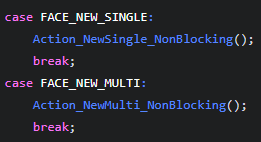 case FACE_NEW_SINGLE:
    Action_NewSingle_NonBlocking();
    break;
case FACE_NEW_MULTI:
    Action_NewMulti_NonBlocking();
    break;